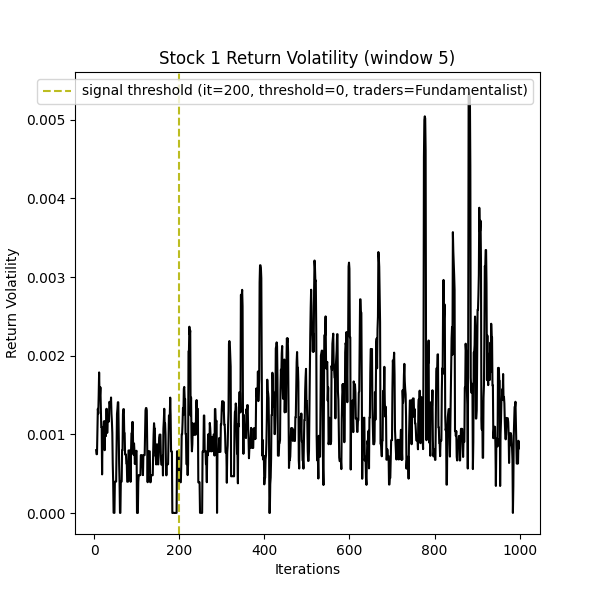 Stock 1 Return Volatility (window 5)
signal threshold (it=200, threshold=0, traders=Fundamentalist)
0.005
0.004
0.003
0.002
0.001
0.000
Return Volatility
0 200 400 600 800 1000
Iterations